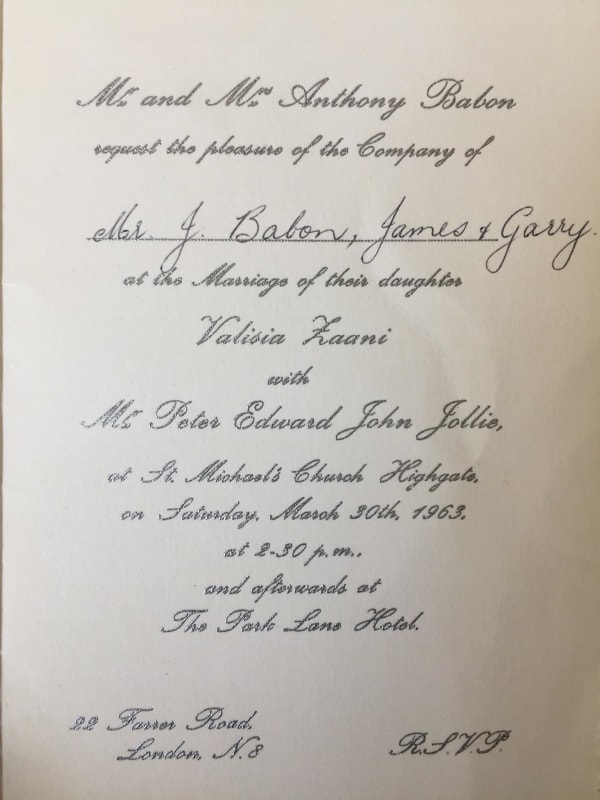 Mr. and Mrs. Anthony Babon
request the pleasure of the Company of
Mr. J. Babon, James & Garry.
at the Marriage of their daughter
Valisia Zaani
with
Mr. Peter Edward John Jollie,
at St. Michael's Church Highgate,
on Saturday, March 30th, 1963,
at 2-30 p.m.,
and afterwards at
The Park Lane Hotel.
22 Farrer Road,
London, N.8
R.S.V.P.